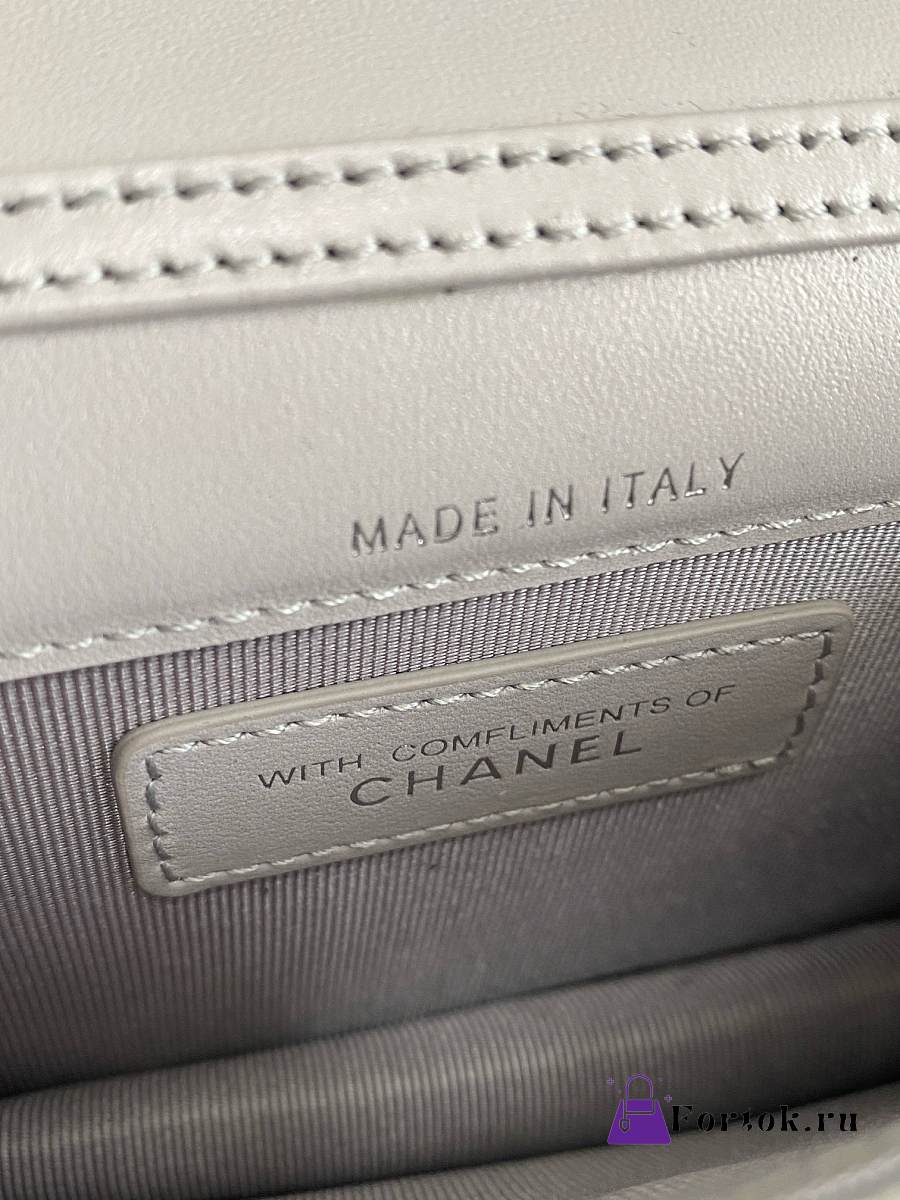 MADE IN ITALY
WITH COMFLIMENTS OF
CHANEL
Fortok.ru